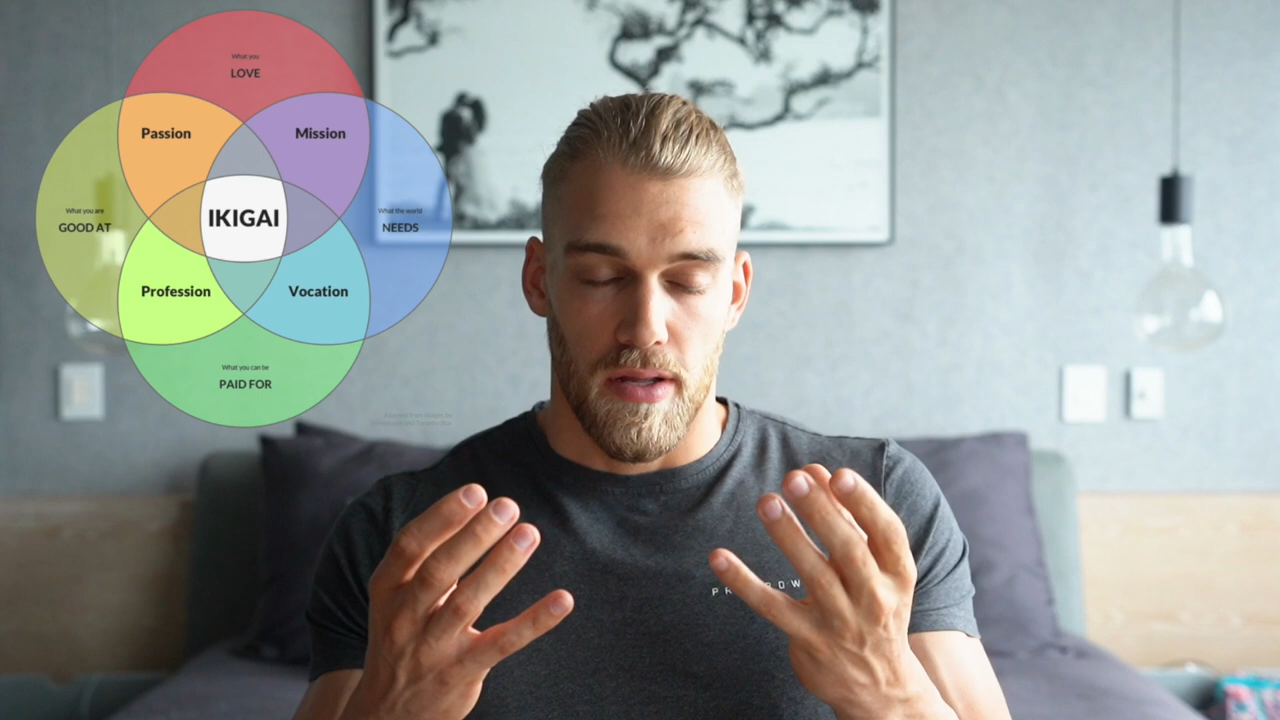 What you
LOVE
Passion
Mission
What you are
GOOD AT
IKIGAI
What the world
NEEDS
Profession
Vocation
What you can be
PAID FOR